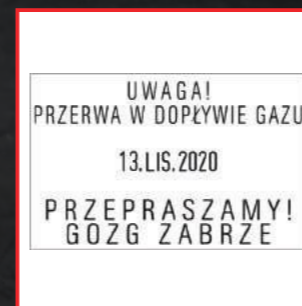 UWAGA!
PRZERWA W DOPŁYWIE GAZU
13.LIS.2020
PRZEPRASZAMY!
GOZG ZABRZE